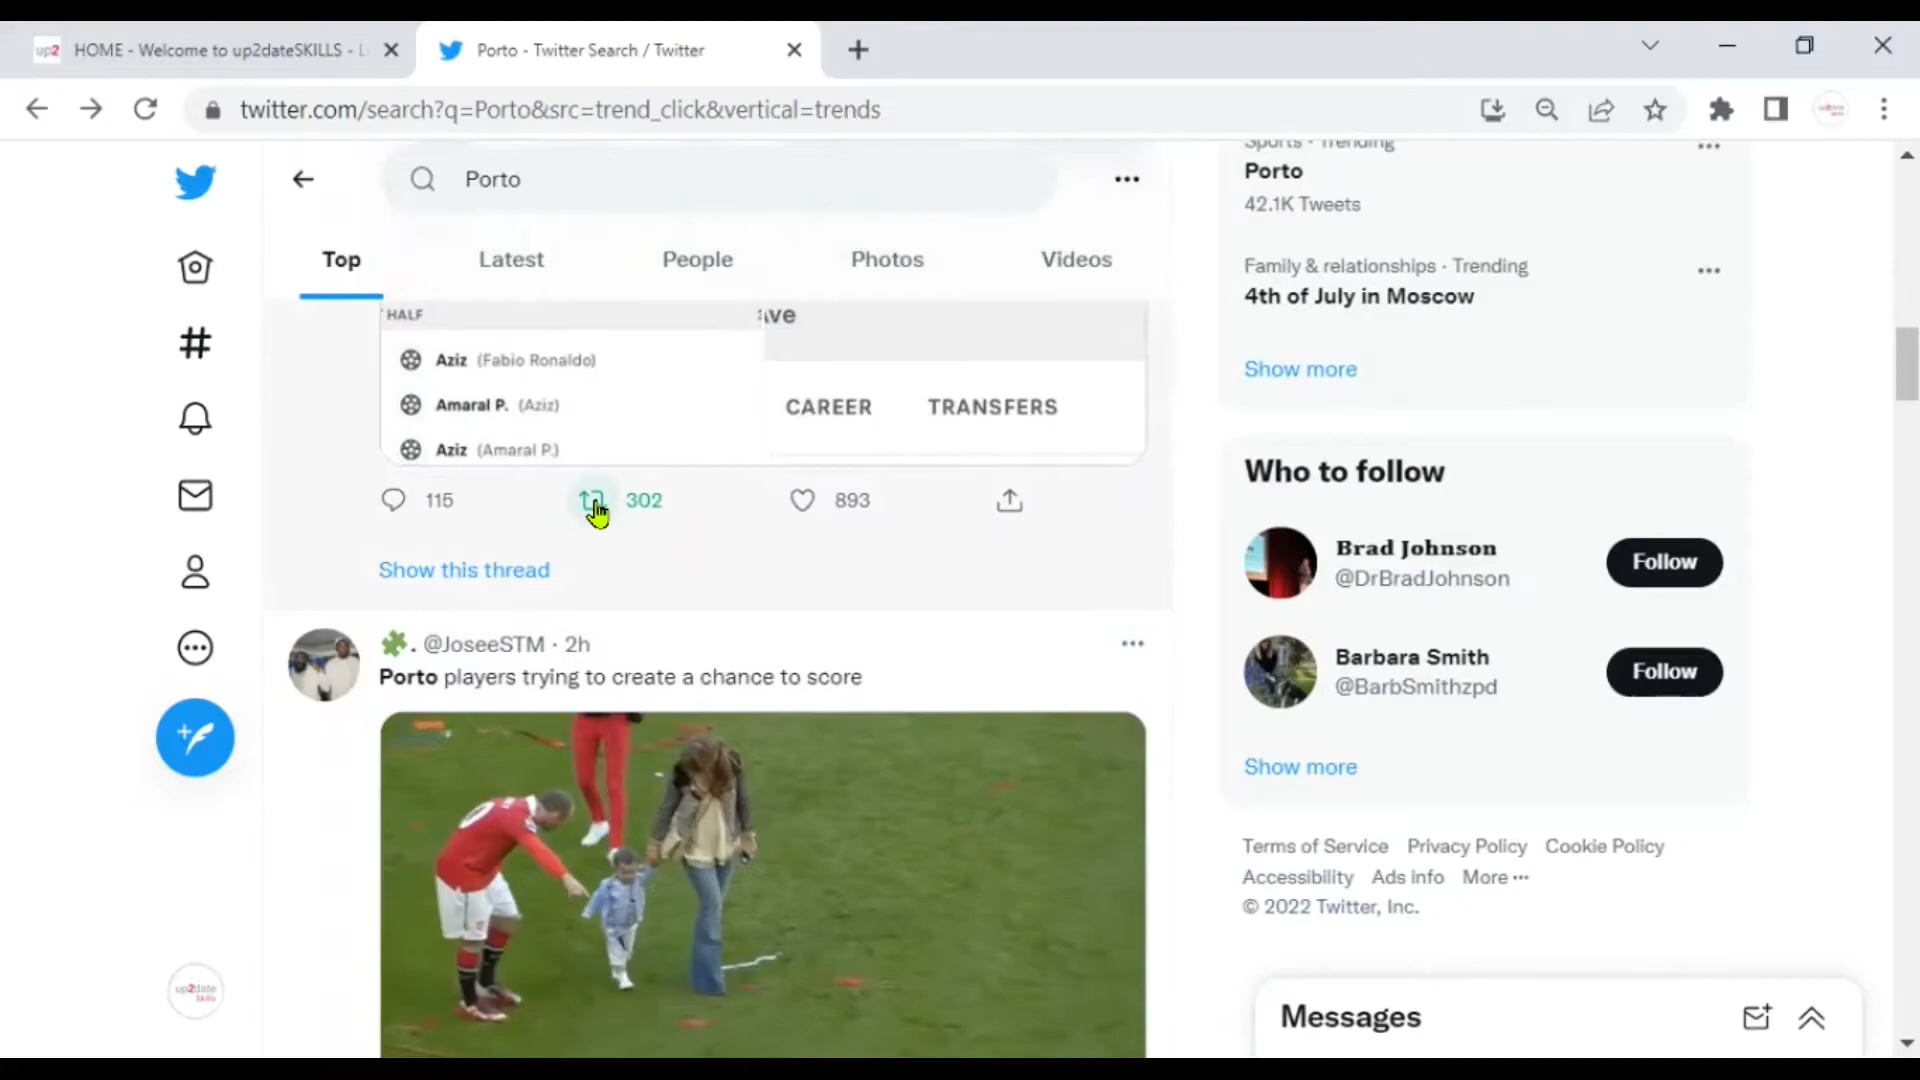 up2 HOME - Welcome to up2dateSKILLS - L
Porto - Twitter Search / Twitter
twitter.com/search?q=Porto&src=trend_click&vertical=trends
Porto
Top Latest People Photos Videos
HALF
Aziz (Fabio Ronaldo)
Amaral P. (Aziz)
Aziz (Amaral P.)
ave
CAREER TRANSFERS
115 302 893
Show this thread
. @JoseeSTM · 2h
Porto players trying to create a chance to score
up2date
Skills
Sports · Trending
Porto
42.1K Tweets
Family & relationships · Trending
4th of July in Moscow
Show more
Who to follow
Brad Johnson
@DrBradJohnson
Follow
Barbara Smith
@BarbSmithzpd
Follow
Show more
Terms of Service Privacy Policy Cookie Policy
Accessibility Ads info More ···
© 2022 Twitter, Inc.
Messages